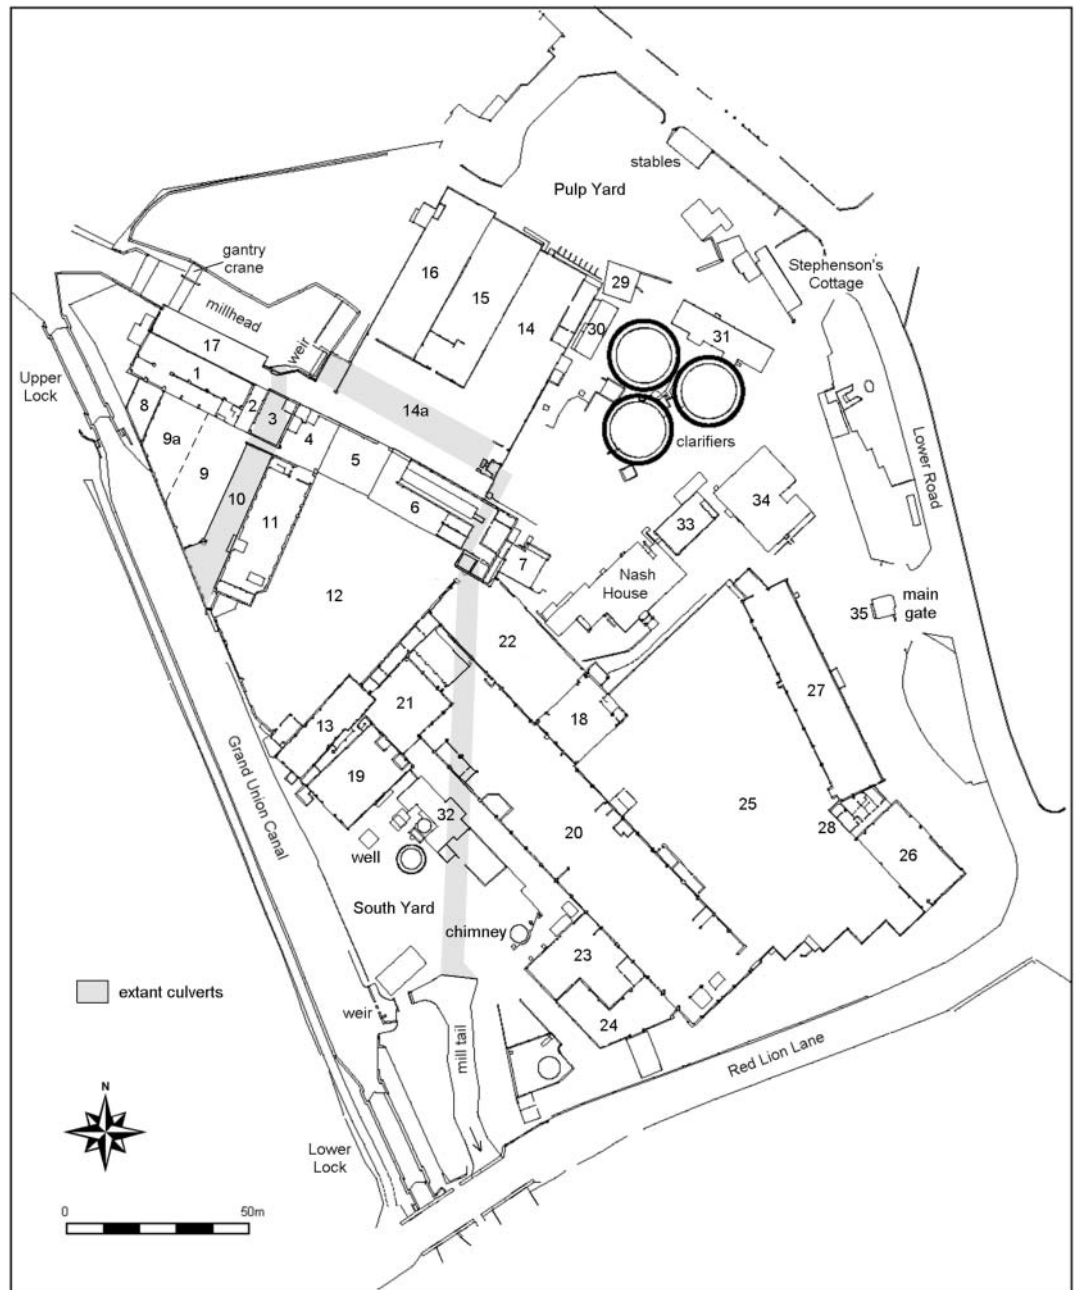 stables
Pulp Yard
gantry
crane
Stephenson's
Cottage
16
29
15
millhead
14
30
31
17
weir
Upper
Lock
1
8
2
3
14a
4
9a
5
clarifiers
Lower Road
9
10
6
11
34
33
7
Nash
House
12
main
gate
35
22
27
21
18
13
Grand Union Canal
19
25
32
20
28
26
well
South Yard
chimney
23
extant culverts
weir
24
mill tail
Red Lion Lane
N
Lower
Lock
0
50m